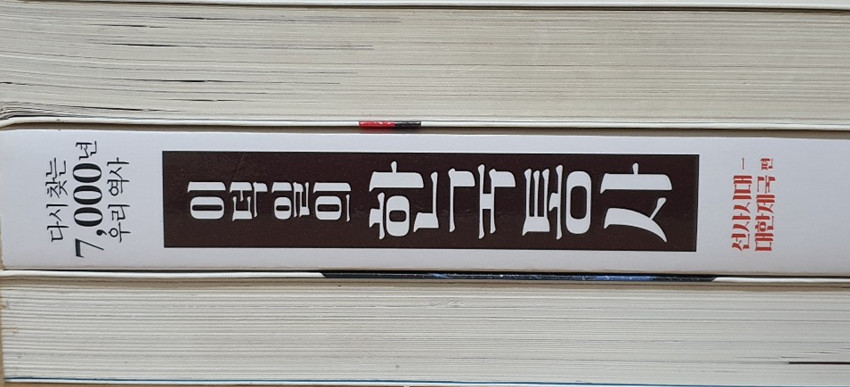 다시 찾는
7,000년
우리 역사
이덕일의 한국통사
선사시대–
대한제국 편